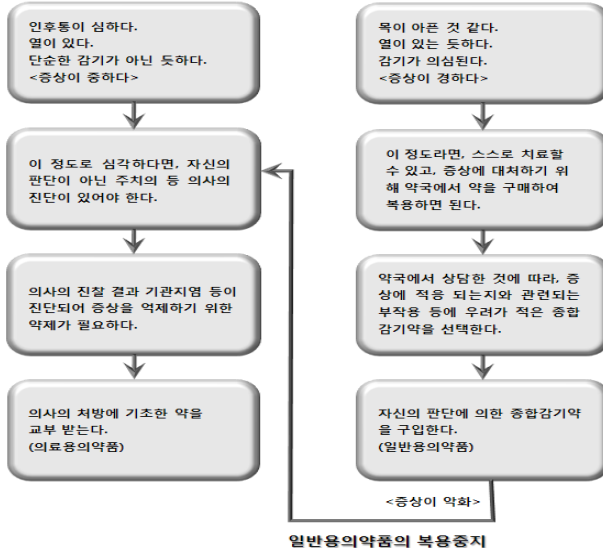 인후통이 심하다.
열이 있다.
단순한 감기가 아닌 듯하다.
<증상이 중하다>
이 정도로 심각하다면, 자신의
판단이 아닌 주치의 등 의사의
진단이 있어야 한다.
의사의 진찰 결과 기관지염 등이
진단되어 증상을 억제하기 위한
약제가 필요하다.
의사의 처방에 기초한 약을
교부 받는다.
(의료용의약품)
목이 아픈 것 같다.
열이 있는 듯하다.
감기가 의심된다.
<증상이 경하다>
이 정도라면, 스스로 치료할
수 있고, 증상에 대처하기 위
해 약국에서 약을 구매하여
복용하면 된다.
약국에서 상담한 것에 따라, 증
상에 적응 되는지와 관련되는
부작용 등에 우려가 적은 종합
감기약을 선택한다.
자신의 판단에 의한 종합감기약
을 구입한다.
(일반용의약품)
<증상이 악화>
일반용의약품의 복용중지